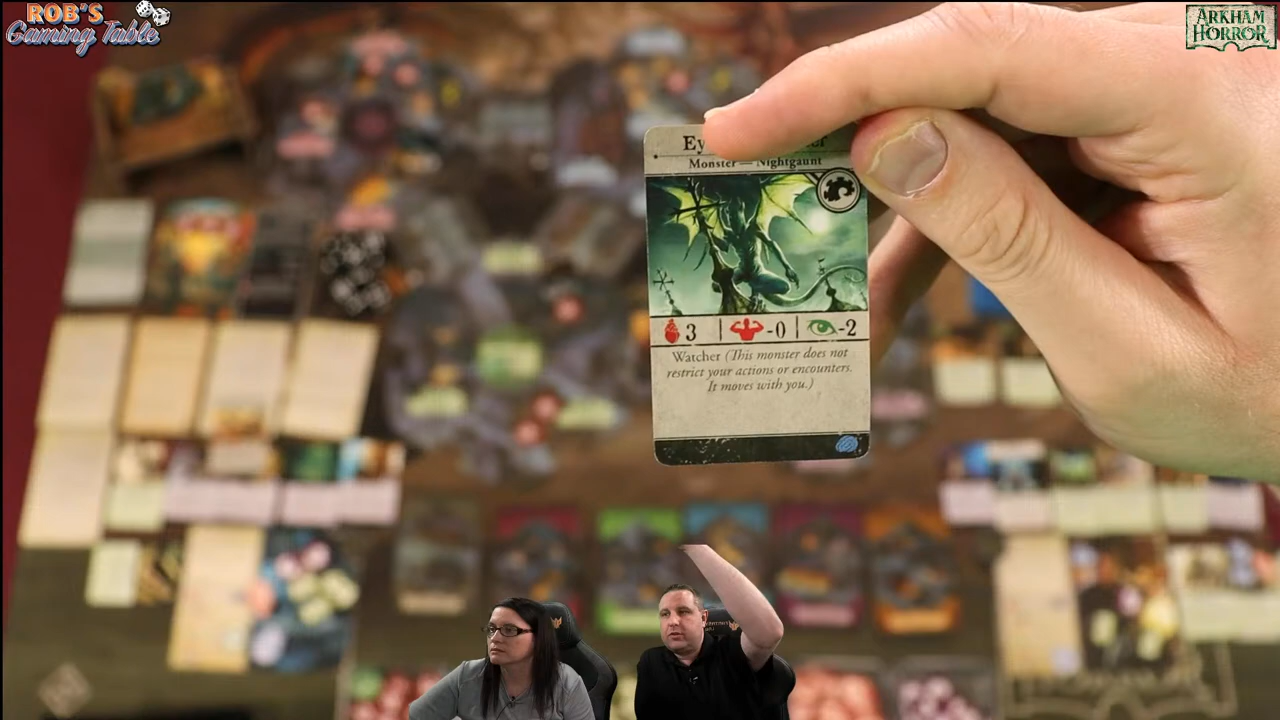 ROB'S
Gaming Table
ARKHAM
HORROR
Monster — Nightgaunt
3 -0 -2
Watcher (This monster does not
restrict your actions or encounters.
It moves with you.)